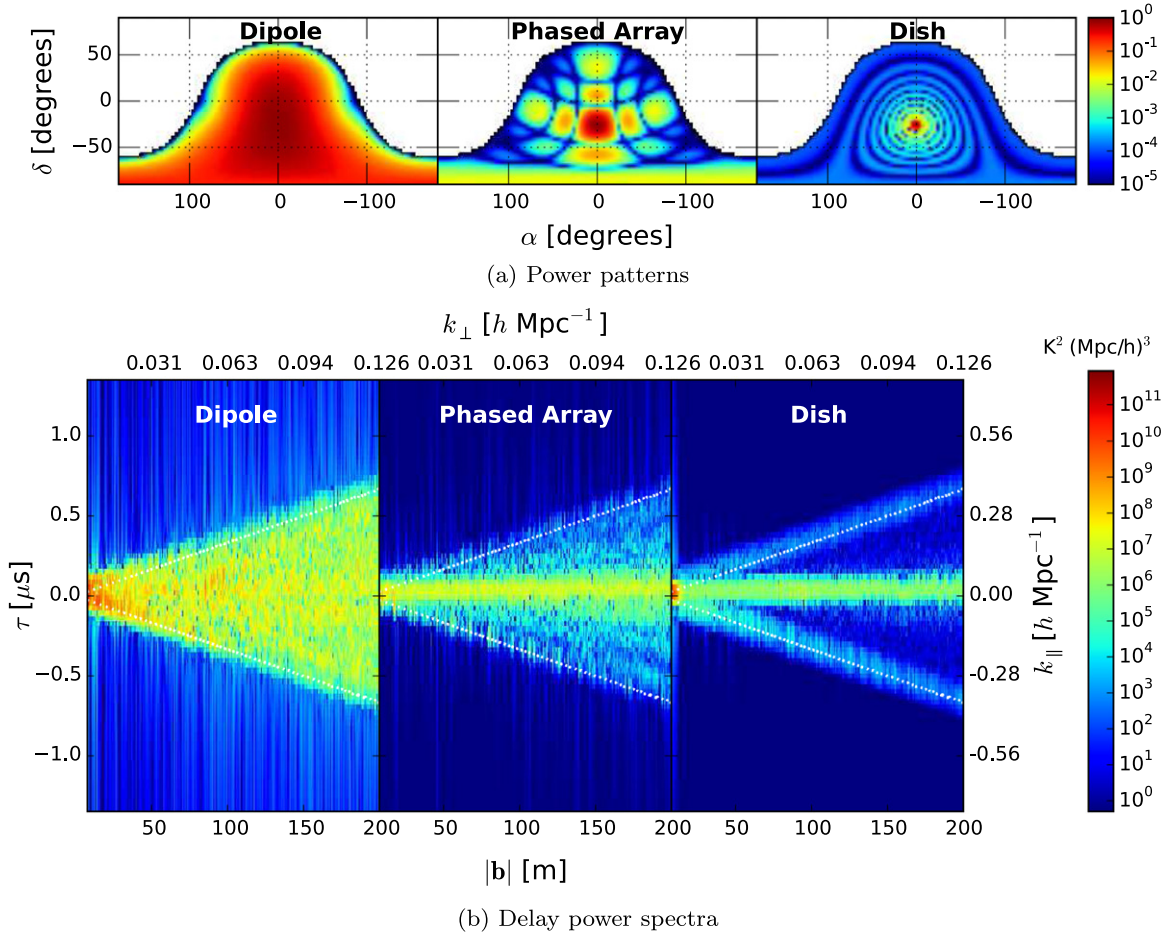 Dipole Phased Array Dish
δ [degrees]
50
0
−50
100 0 −100 100 0 −100 100 0 −100
α [degrees]
10^0
10^-1
10^-2
10^-3
10^-4
10^-5
(a) Power patterns
k⊥ [h Mpc^-1]
0.031 0.063 0.094 0.126 0.031 0.063 0.094 0.126 0.031 0.063 0.094 0.126
Dipole Phased Array Dish
τ [μs]
1.0
0.5
0.0
−0.5
−1.0
50 100 150 200 50 100 150 200 50 100 150 200
|b| [m]
0.56
0.28
0.00
−0.28
−0.56
k∥ [h Mpc^-1]
K^2 (Mpc/h)^3
10^11
10^10
10^9
10^8
10^7
10^6
10^5
10^4
10^3
10^2
10^1
10^0
(b) Delay power spectra